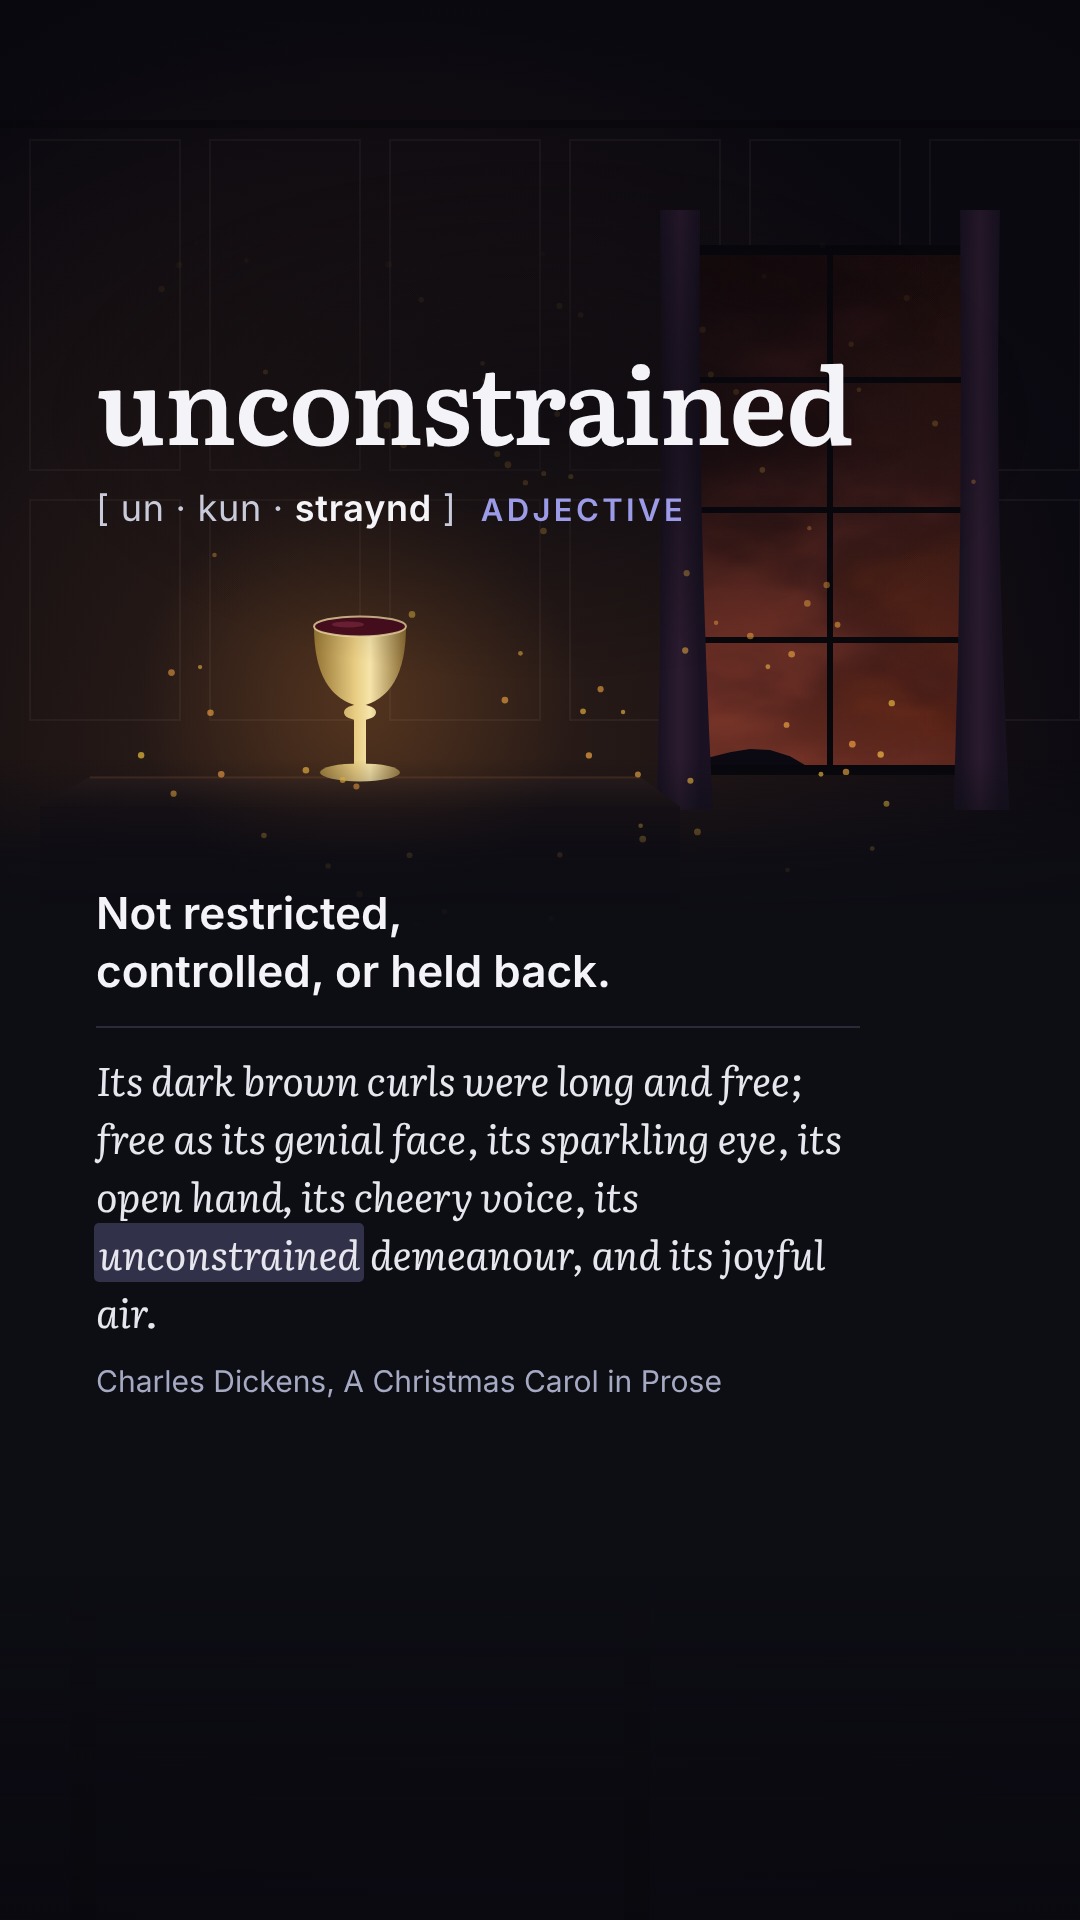 unconstrained
[ un · kun · straynd ] ADJECTIVE
Not restricted,
controlled, or held back.
Its dark brown curls were long and free;
free as its genial face, its sparkling eye, its
open hand, its cheery voice, its
unconstrained demeanour, and its joyful
air.
Charles Dickens, A Christmas Carol in Prose